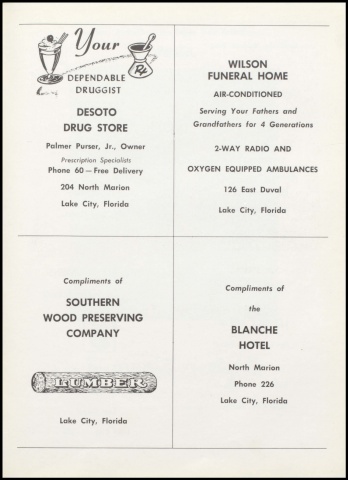 Your
Rx
DEPENDABLE
DRUGGIST
DESOTO
DRUG STORE
Palmer Purser, Jr., Owner
Prescription Specialists
Phone 60 — Free Delivery
204 North Marion
Lake City, Florida
WILSON
FUNERAL HOME
AIR-CONDITIONED
Serving Your Fathers and
Grandfathers for 4 Generations
2-WAY RADIO AND
OXYGEN EQUIPPED AMBULANCES
126 East Duval
Lake City, Florida
Compliments of
SOUTHERN
WOOD PRESERVING
COMPANY
LUMBER
Lake City, Florida
Compliments of
the
BLANCHE
HOTEL
North Marion
Phone 226
Lake City, Florida